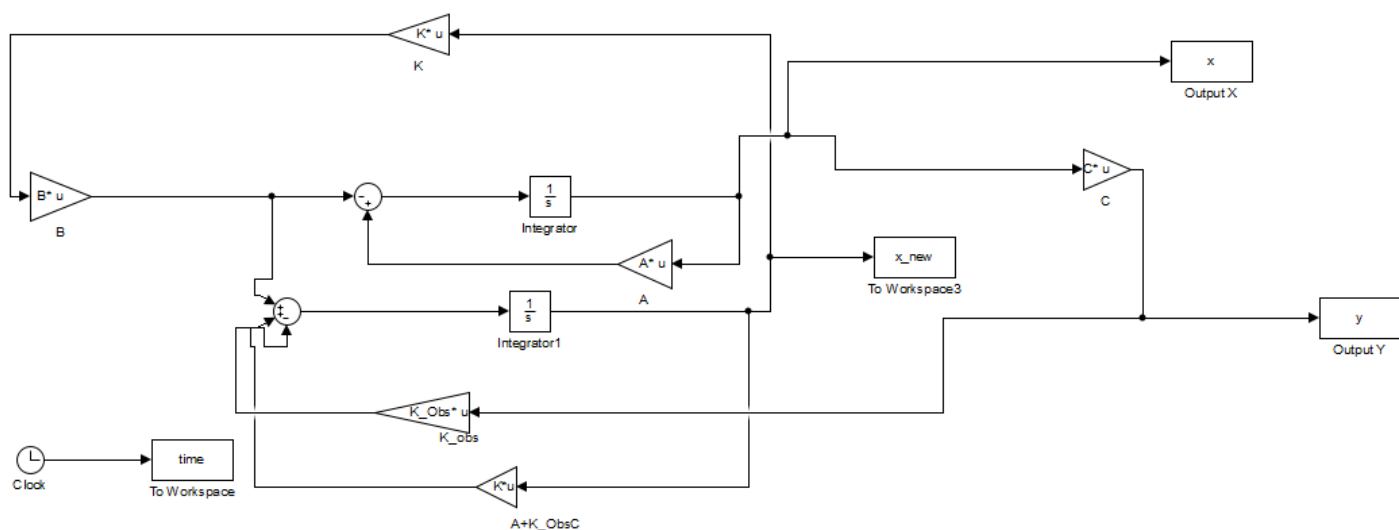 K* u
K
x
Output X
B* u
B
-
+
1
s
Integrator
C* u
C
A* u
A
x_new
To Workspace3
+
+
-
1
s
Integrator1
y
Output Y
K_Obs* u
K_obs
Clock
time
To Workspace
K*u
A+K_ObsC